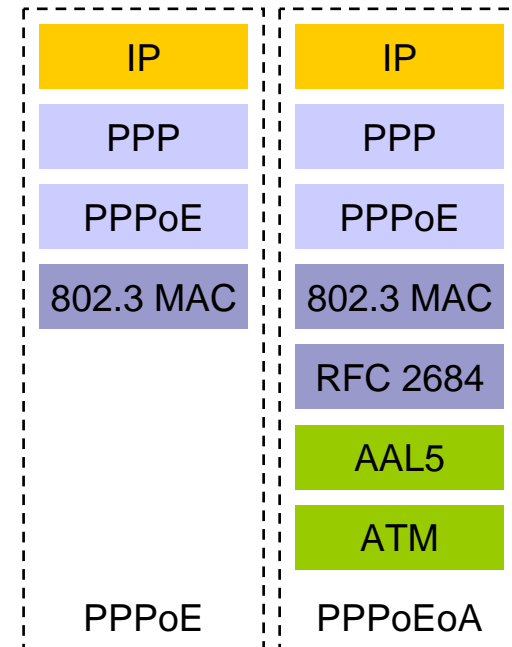 IP
PPP
PPPoE
802.3 MAC
PPPoE
IP
PPP
PPPoE
802.3 MAC
RFC 2684
AAL5
ATM
PPPoEoA